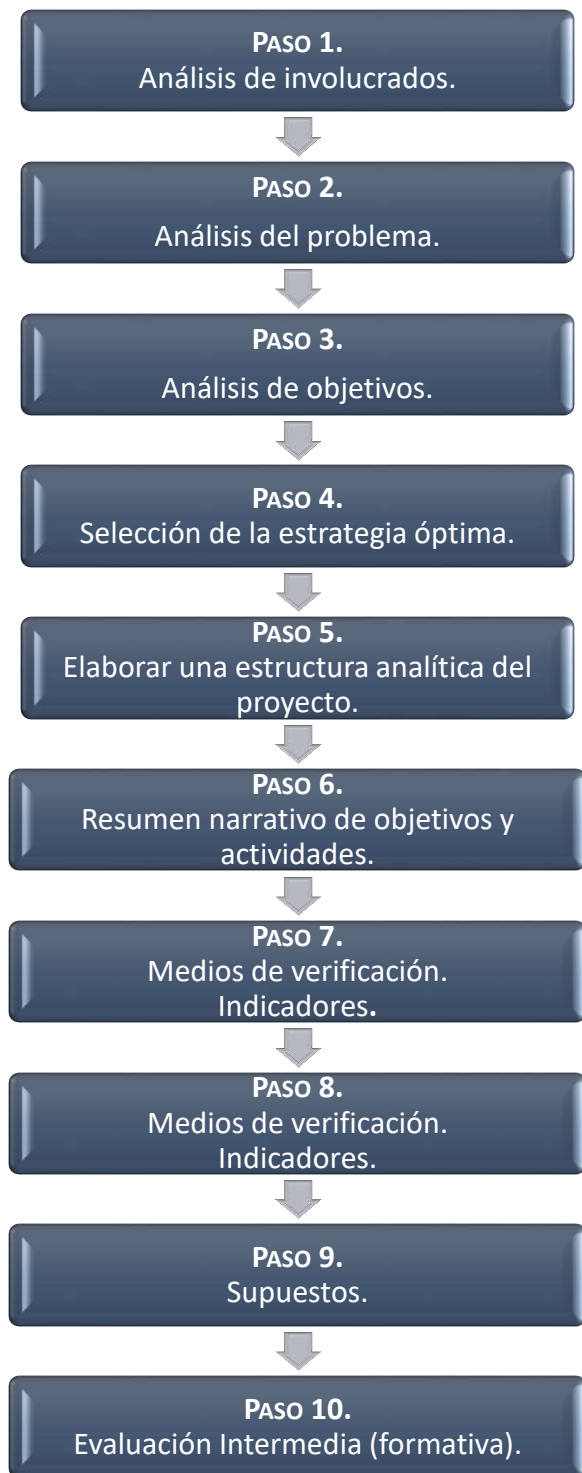 PASO 1.
Análisis de involucrados.
PASO 2.
Análisis del problema.
PASO 3.
Análisis de objetivos.
PASO 4.
Selección de la estrategia óptima.
PASO 5.
Elaborar una estructura analítica del
proyecto.
PASO 6.
Resumen narrativo de objetivos y
actividades.
PASO 7.
Medios de verificación.
Indicadores.
PASO 8.
Medios de verificación.
Indicadores.
PASO 9.
Supuestos.
PASO 10.
Evaluación Intermedia (formativa).